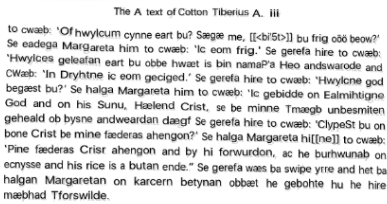 The A text of Cotton Tiberius A. iii
to cwæb: 'Of hwylcum cynne eart bu? Sægæ me, [[<bi!5t>]] bu frig oðð beow?'
Se eadega Margareta him to cwæb: 'Ic eom frig.' Se gerefa hire to cwæb:
'Hwylces geleafan eart bu obbe hwæt is bin namaPa Heo andswarode and
CWæb: 'In Dryhtne ic eom geciged.' Se gerefa hire to cwæb: 'Hwylcne god
begæst bu?' Se halga Margareta him to cwæb: 'Ic gebidde on Ealmihtigne
God and on his Sunu, Hælend Crist, se be minne Tmægb unbesmiten
geheald ob bysne andweardan dægf Se gerefa hire to cwæb: 'ClypeSt bu on
bone Crist be mine fæderas ahengon?' Se halga Margareta hi[[ne]] to cwæb:
'Pine fæderas Crisr ahengon and by hi forwurdon, ac he burhwunab on
ecnysse and his rice is a butan ende." Se gerefa wæs ba swipe yrre and het ba
halgan Margaretan on karcern betynan obbæt he gebohte hu he hire
mæbhad Tforswilde.